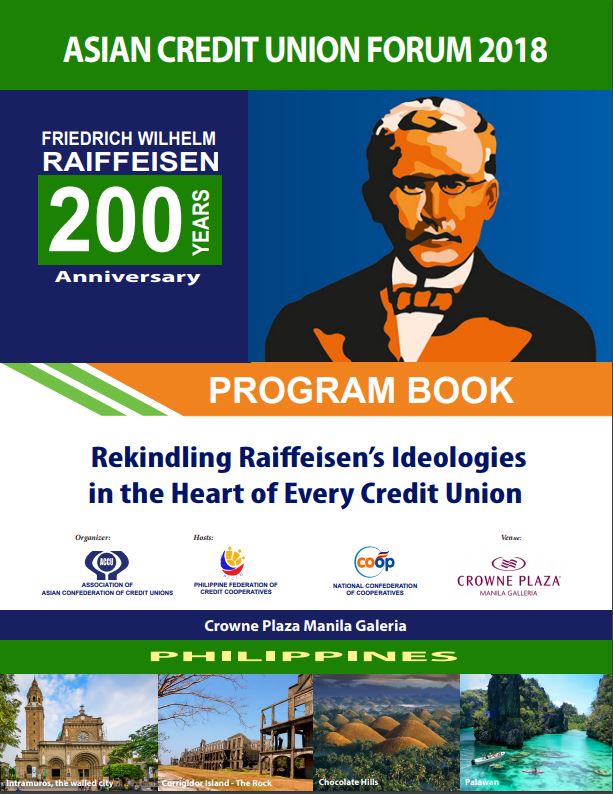 ASIAN CREDIT UNION FORUM 2018
FRIEDRICH WILHELM
RAIFFEISEN
200
YEARS
Anniversary
PROGRAM BOOK
Rekindling Raiffeisen's Ideologies
in the Heart of Every Credit Union
Organizer:
ACCU
ASSOCIATION OF
ASIAN CONFEDERATION OF CREDIT UNIONS
Hosts:
PHILIPPINE FEDERATION OF
CREDIT COOPERATIVES
coop
NATIONAL CONFEDERATION
OF COOPERATIVES
Venue:
CROWNE PLAZA
MANILA GALLERIA
Crowne Plaza Manila Galeria
PHILIPPINES
Intramuros, the walled city
Corrigidor Island - The Rock
Chocolate Hills
Palawan